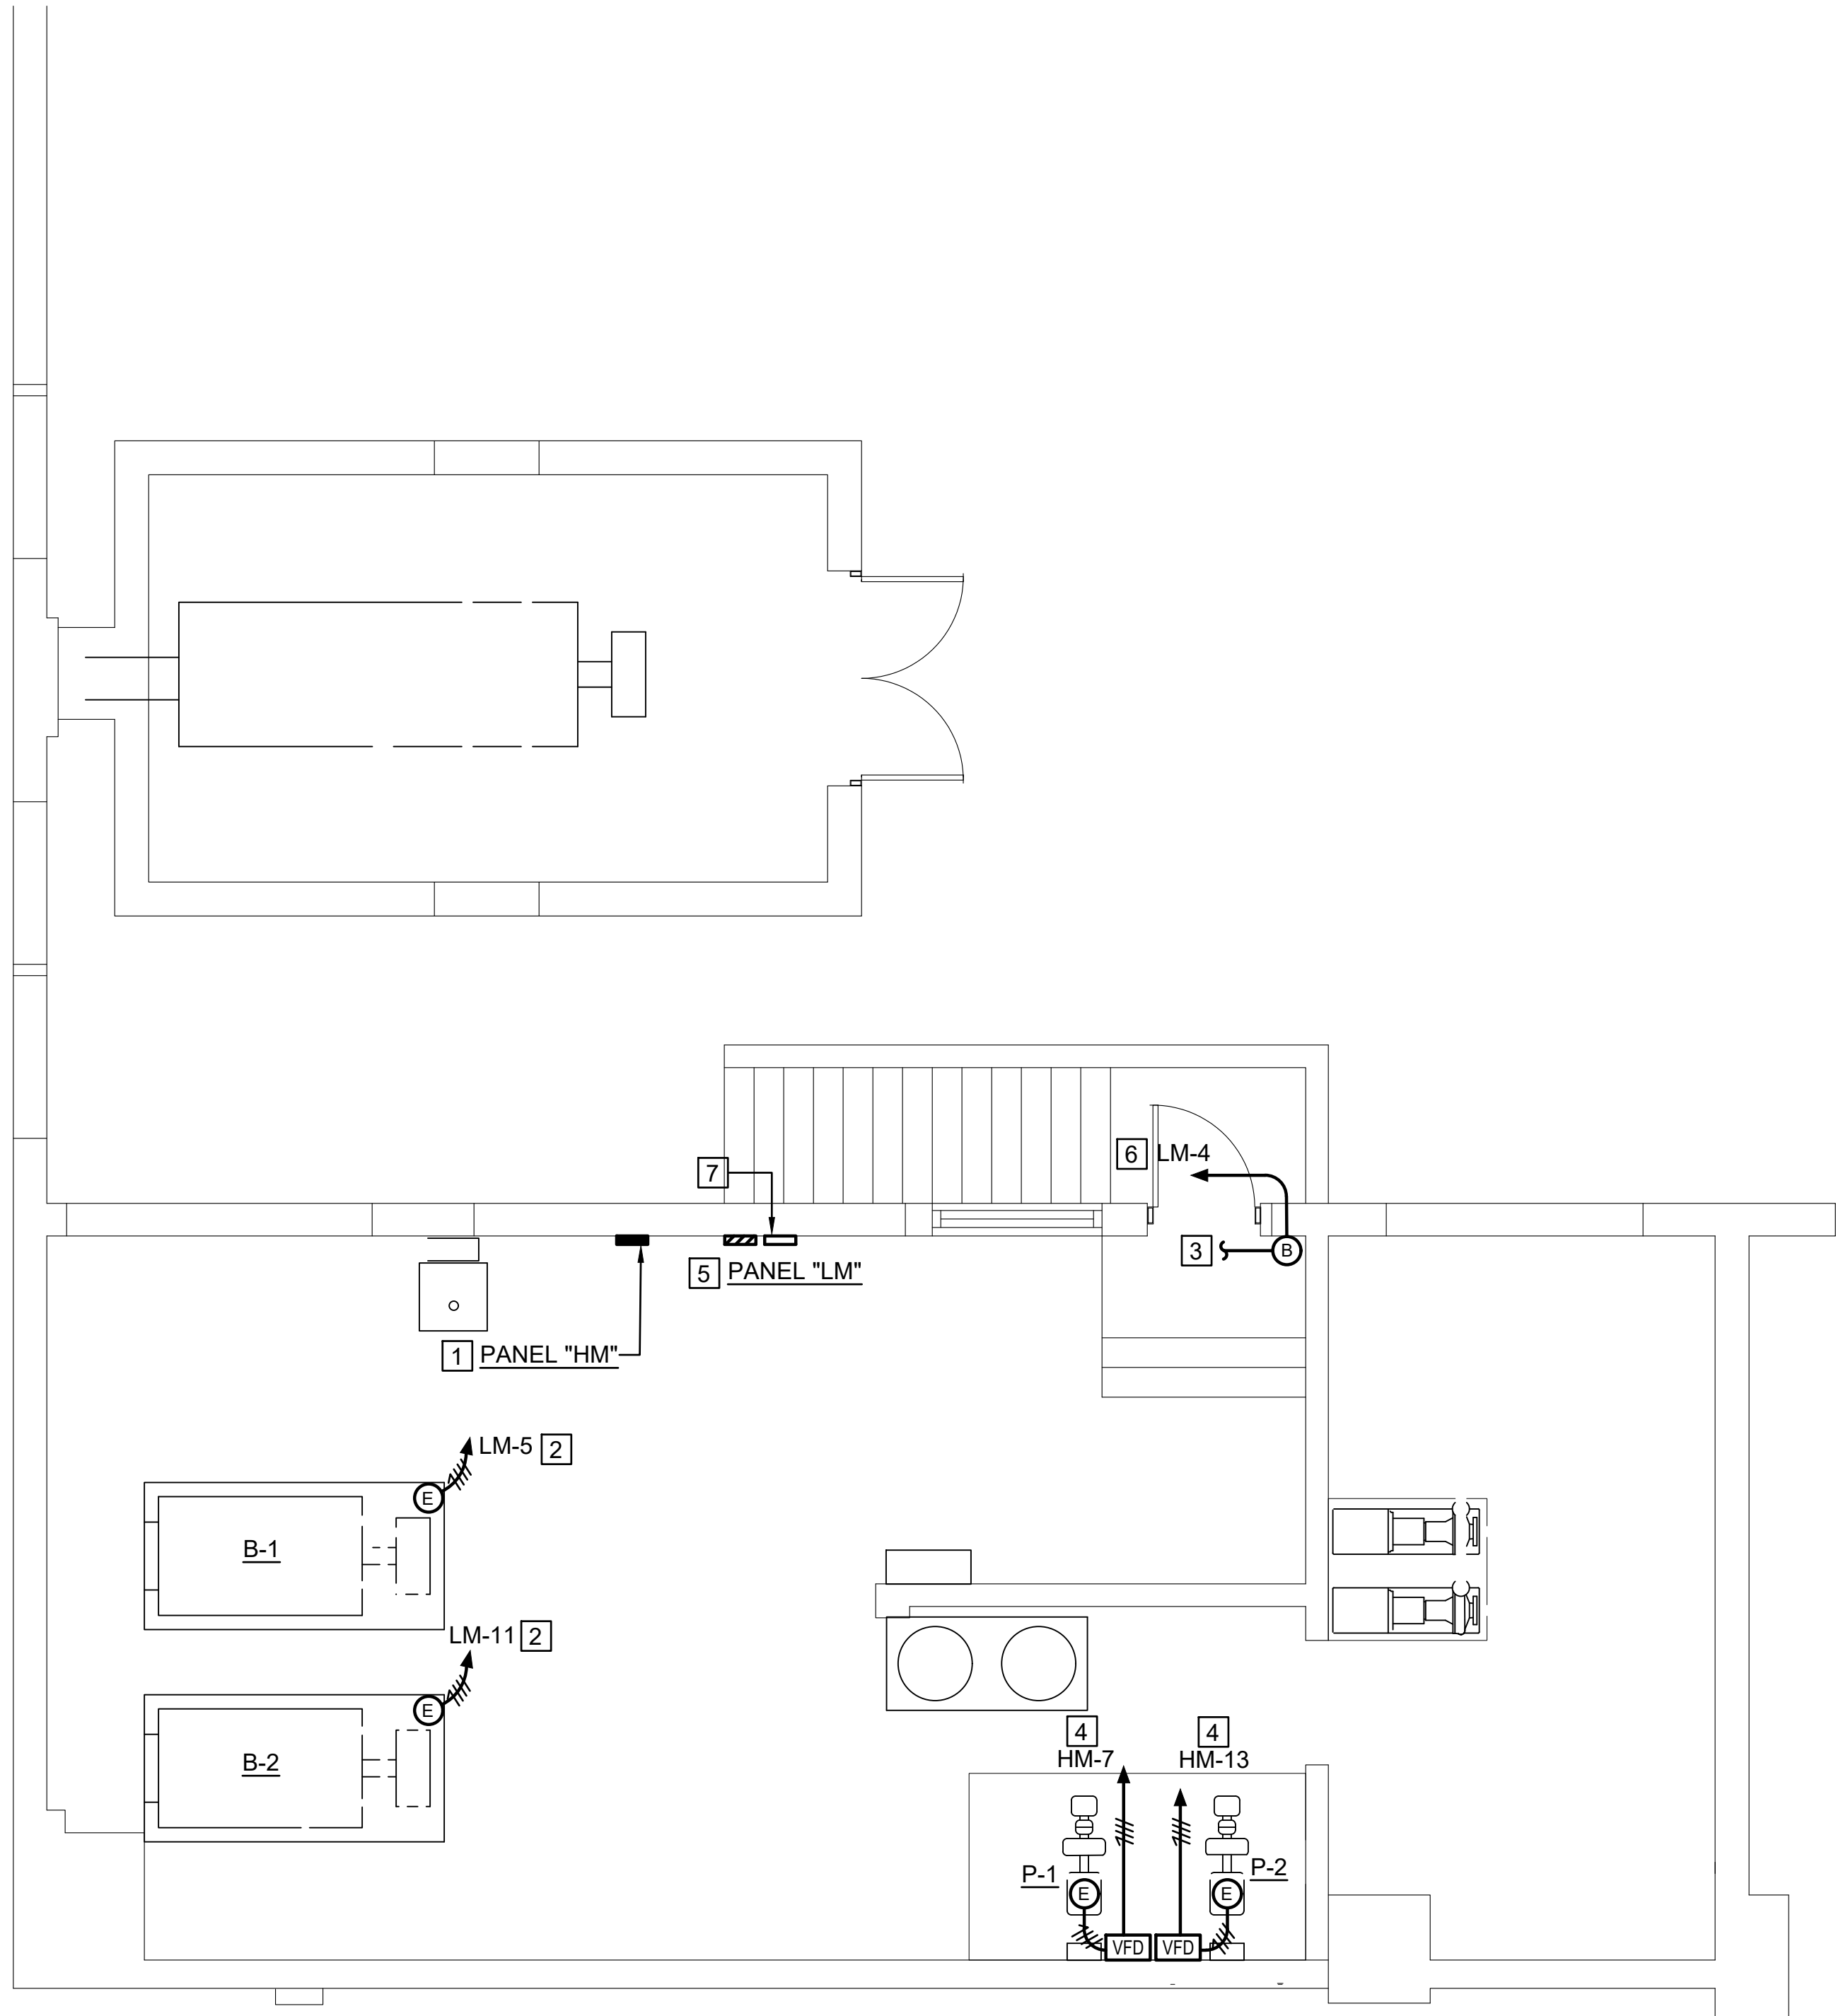 6 LM-4
7
3 B
5 PANEL "LM"
1 PANEL "HM"
LM-5 2
E
B-1
LM-11 2
E
B-2
4 4
HM-7 HM-13
P-1 P-2
E E
VFD VFD